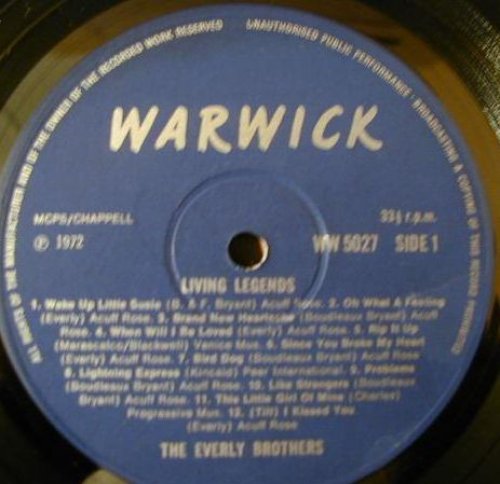 ALL RIGHTS OF THE MANUFACTURER AND OF THE OWNER OF THE RECORDED WORK RESERVED
UNAUTHORISED PUBLIC PERFORMANCE · BROADCASTING & COPYING OF THIS RECORD PROHIBITED
WARWICK
MCPS/CHAPPELL
33⅓ r.p.m.
℗ 1972
WW 5027 SIDE 1
LIVING LEGENDS
1. Wake Up Little Susie (B. & F. Bryant) Acuff Rose. 2. Oh What A Feeling
(Everly) Acuff Rose. 3. Brand New Heartache (Boudleaux Bryant) Acuff
Rose. 4. When Will I Be Loved (Everly) Acuff Rose. 5. Rip It Up
(Marascalco/Blackwell) Venice Mus. 6. Since You Broke My Heart
(Everly) Acuff Rose. 7. Bird Dog (Boudleaux Bryant) Acuff Rose.
8. Lightning Express (Kincaid) Peer International. 9. Problems
(Boudleaux Bryant) Acuff Rose. 10. Like Strangers (Boudleaux
Bryant) Acuff Rose. 11. This Little Girl Of Mine (Charles)
Progressive Mus. 12. (Till) I Kissed You
(Everly) Acuff Rose
THE EVERLY BROTHERS